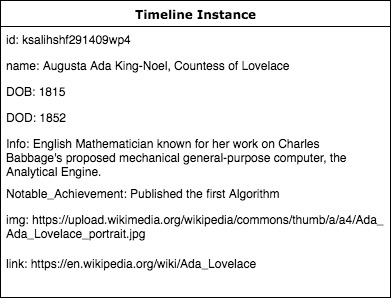 Timeline Instance
id: ksalihshf291409wp4
name: Augusta Ada King-Noel, Countess of Lovelace
DOB: 1815
DOD: 1852
Info: English Mathematician known for her work on Charles
Babbage's proposed mechanical general-purpose computer, the
Analytical Engine.
Notable_Achievement: Published the first Algorithm
img: https://upload.wikimedia.org/wikipedia/commons/thumb/a/a4/Ada_
Ada_Lovelace_portrait.jpg
link: https://en.wikipedia.org/wiki/Ada_Lovelace